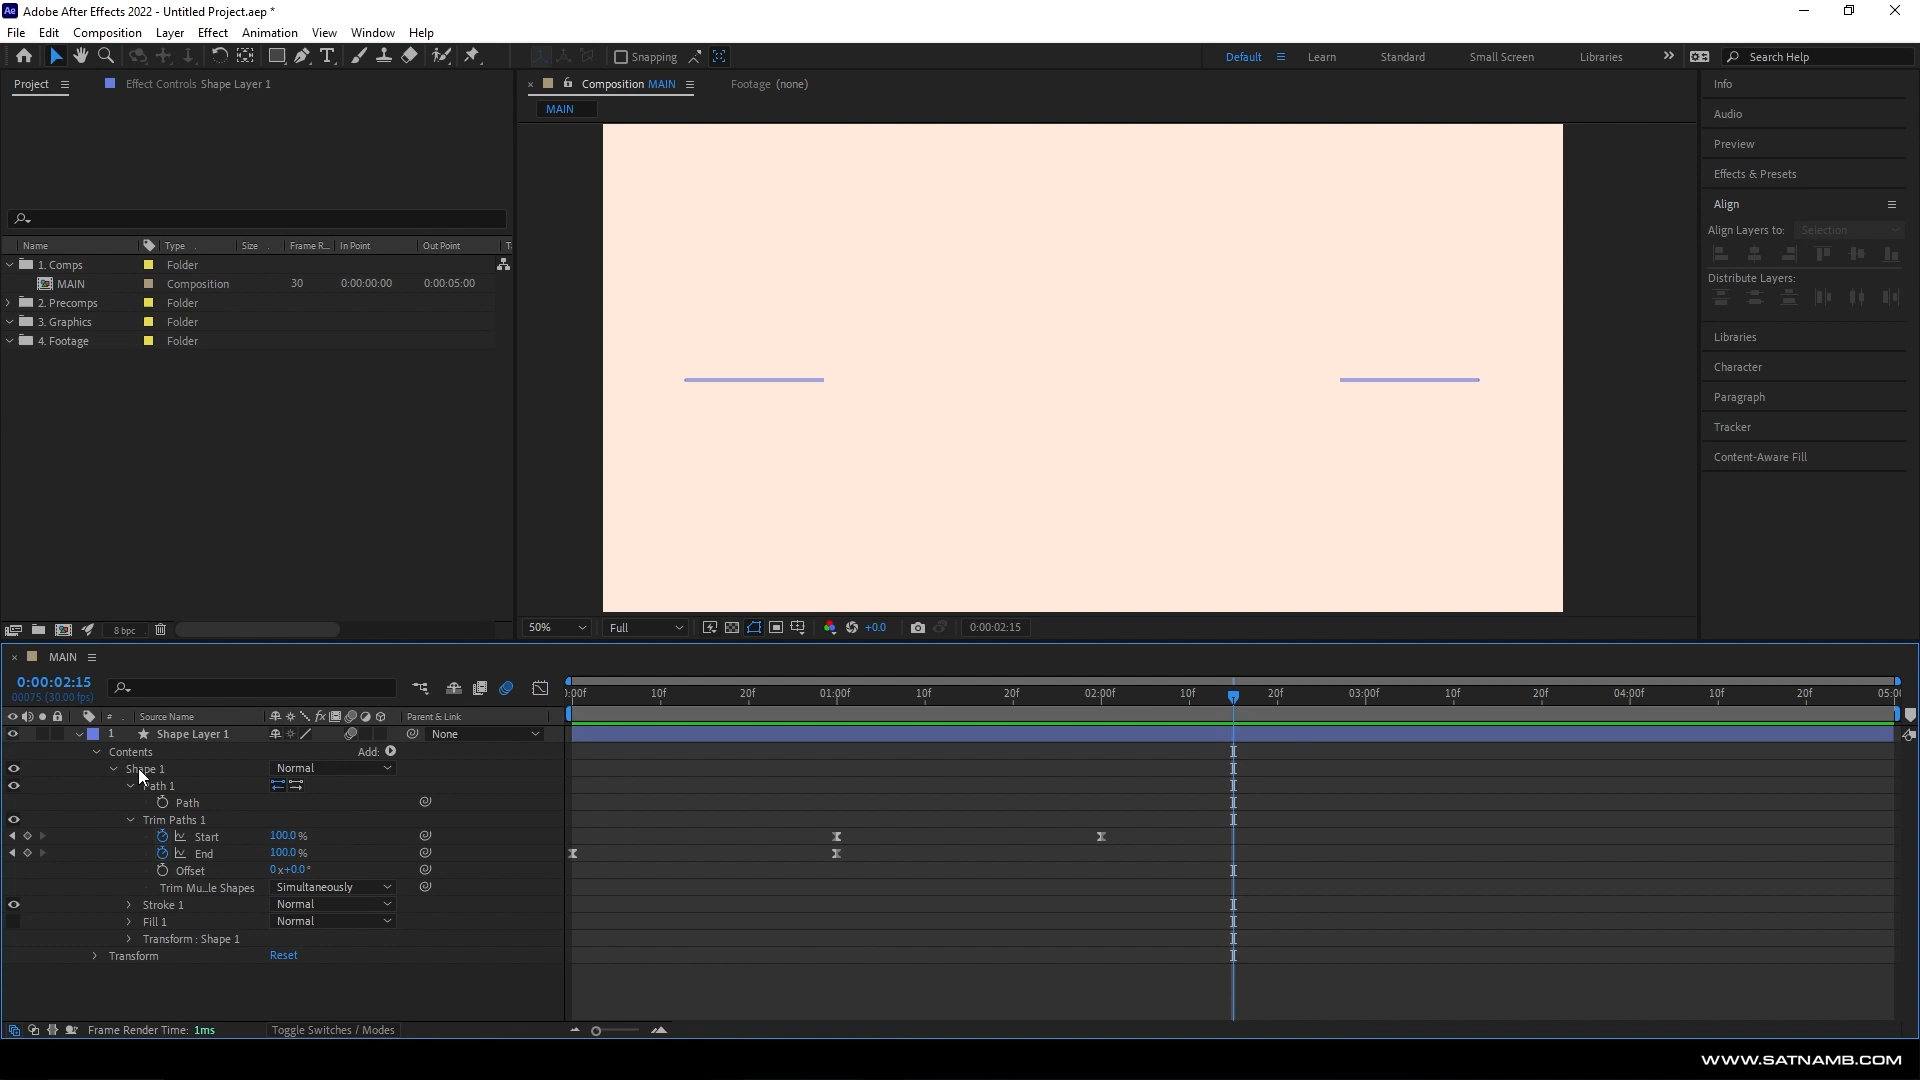 Adobe After Effects 2022 - Untitled Project.aep *
File Edit Composition Layer Effect Animation View Window Help
Snapping
Default Learn Standard Small Screen Libraries Search Help
Project Effect Controls Shape Layer 1 Composition MAIN Footage (none)
MAIN
Name Type Size Frame R... In Point Out Point T
1. Comps Folder
MAIN Composition 30 0:00:00:00 0:00:05:00
2. Precomps Folder
3. Graphics Folder
4. Footage Folder
8 bpc
50% Full +0.0 0:00:02:15
Info
Audio
Preview
Effects & Presets
Align
Align Layers to: Selection
Distribute Layers:
Libraries
Character
Paragraph
Tracker
Content-Aware Fill
MAIN
0:00:02:15
00075 (30.00 fps)
):00f 10f 20f 01:00f 10f 20f 02:00f 10f 20f 03:00f 10f 20f 04:00f 10f 20f 05:00
# Source Name fx Parent & Link
1 Shape Layer 1 None
Contents Add:
Shape 1 Normal
Path 1
Path
Trim Paths 1
Start 100.0 %
End 100.0 %
Offset 0x+0.0°
Trim Mu...le Shapes Simultaneously
Stroke 1 Normal
Fill 1 Normal
Transform : Shape 1
Transform Reset
Frame Render Time: 1ms Toggle Switches / Modes
WWW.SATNAMB.COM